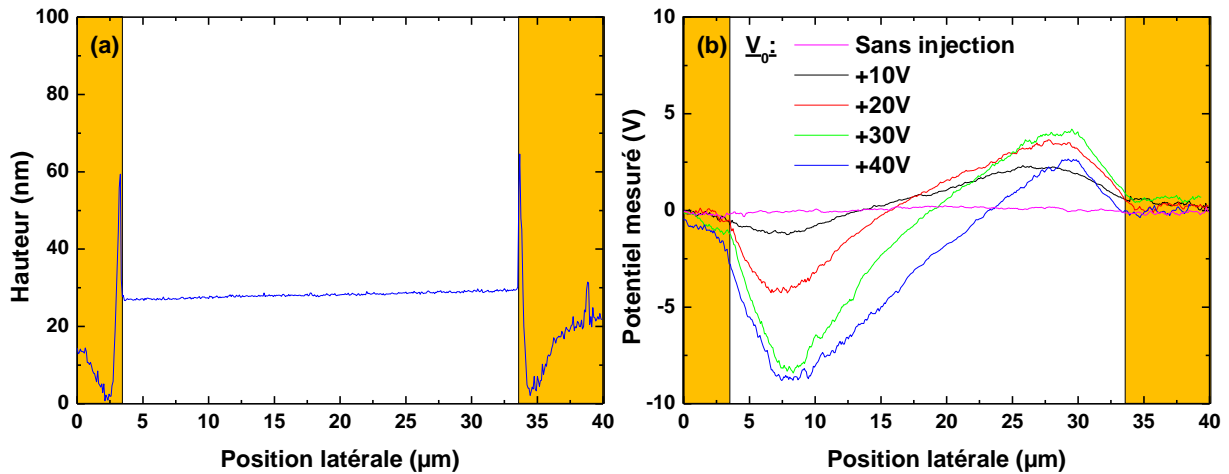 (a)
Hauteur (nm)
100
80
60
40
20
0
0 5 10 15 20 25 30 35 40
Position latérale (µm)
(b)
V0:
Sans injection
+10V
+20V
+30V
+40V
Potentiel mesuré (V)
10
5
0
-5
-10
0 5 10 15 20 25 30 35 40
Position latérale (µm)